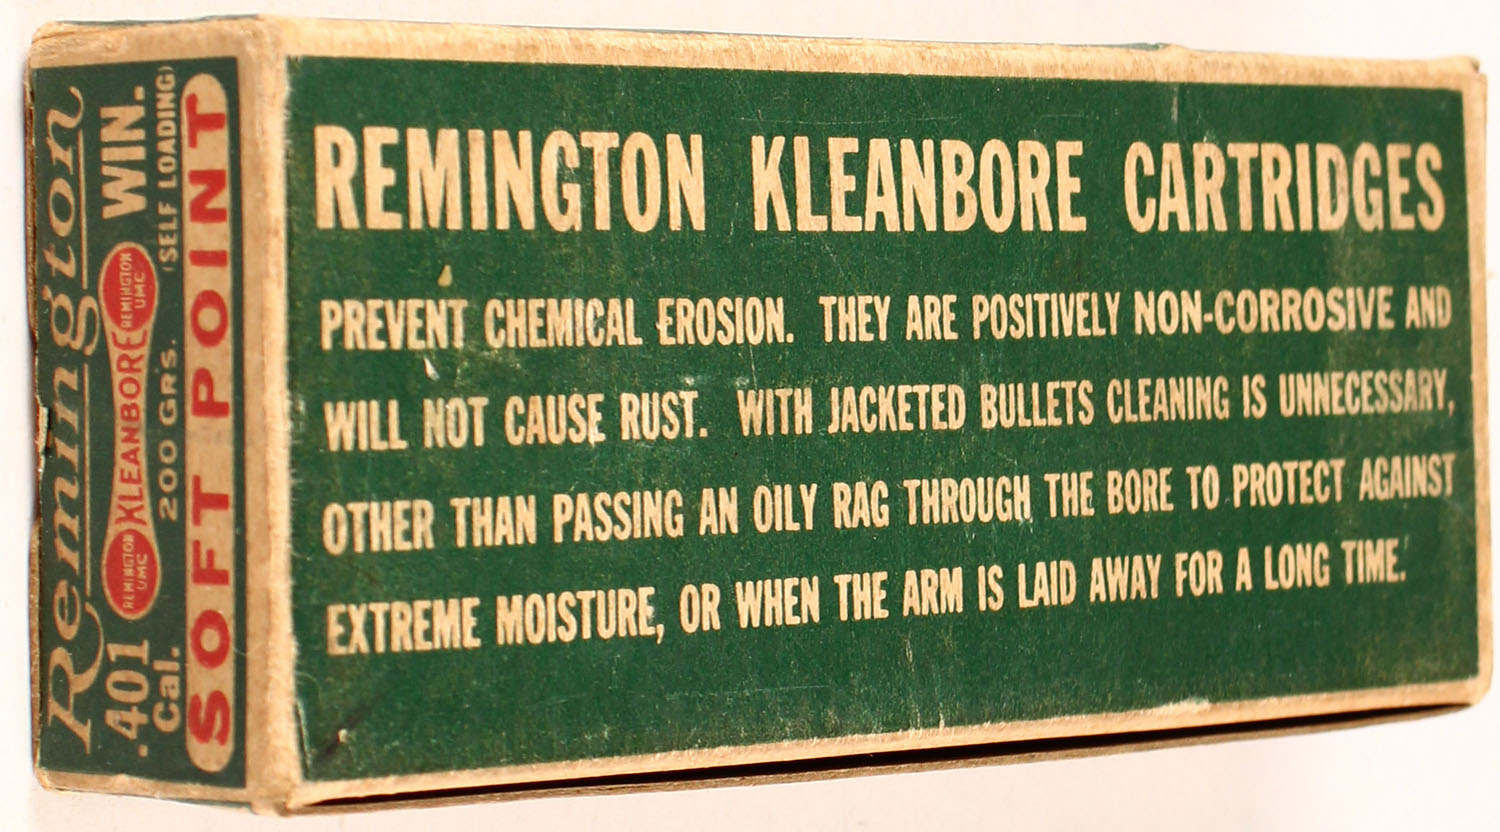 Remington
.401 REMINGTON UMC KLEANBORE REMINGTON UMC WIN.
Cal. 200 GRS. (SELF LOADING)
SOFT POINT
REMINGTON KLEANBORE CARTRIDGES
PREVENT CHEMICAL EROSION. THEY ARE POSITIVELY NON-CORROSIVE AND
WILL NOT CAUSE RUST. WITH JACKETED BULLETS CLEANING IS UNNECESSARY,
OTHER THAN PASSING AN OILY RAG THROUGH THE BORE TO PROTECT AGAINST
EXTREME MOISTURE, OR WHEN THE ARM IS LAID AWAY FOR A LONG TIME.